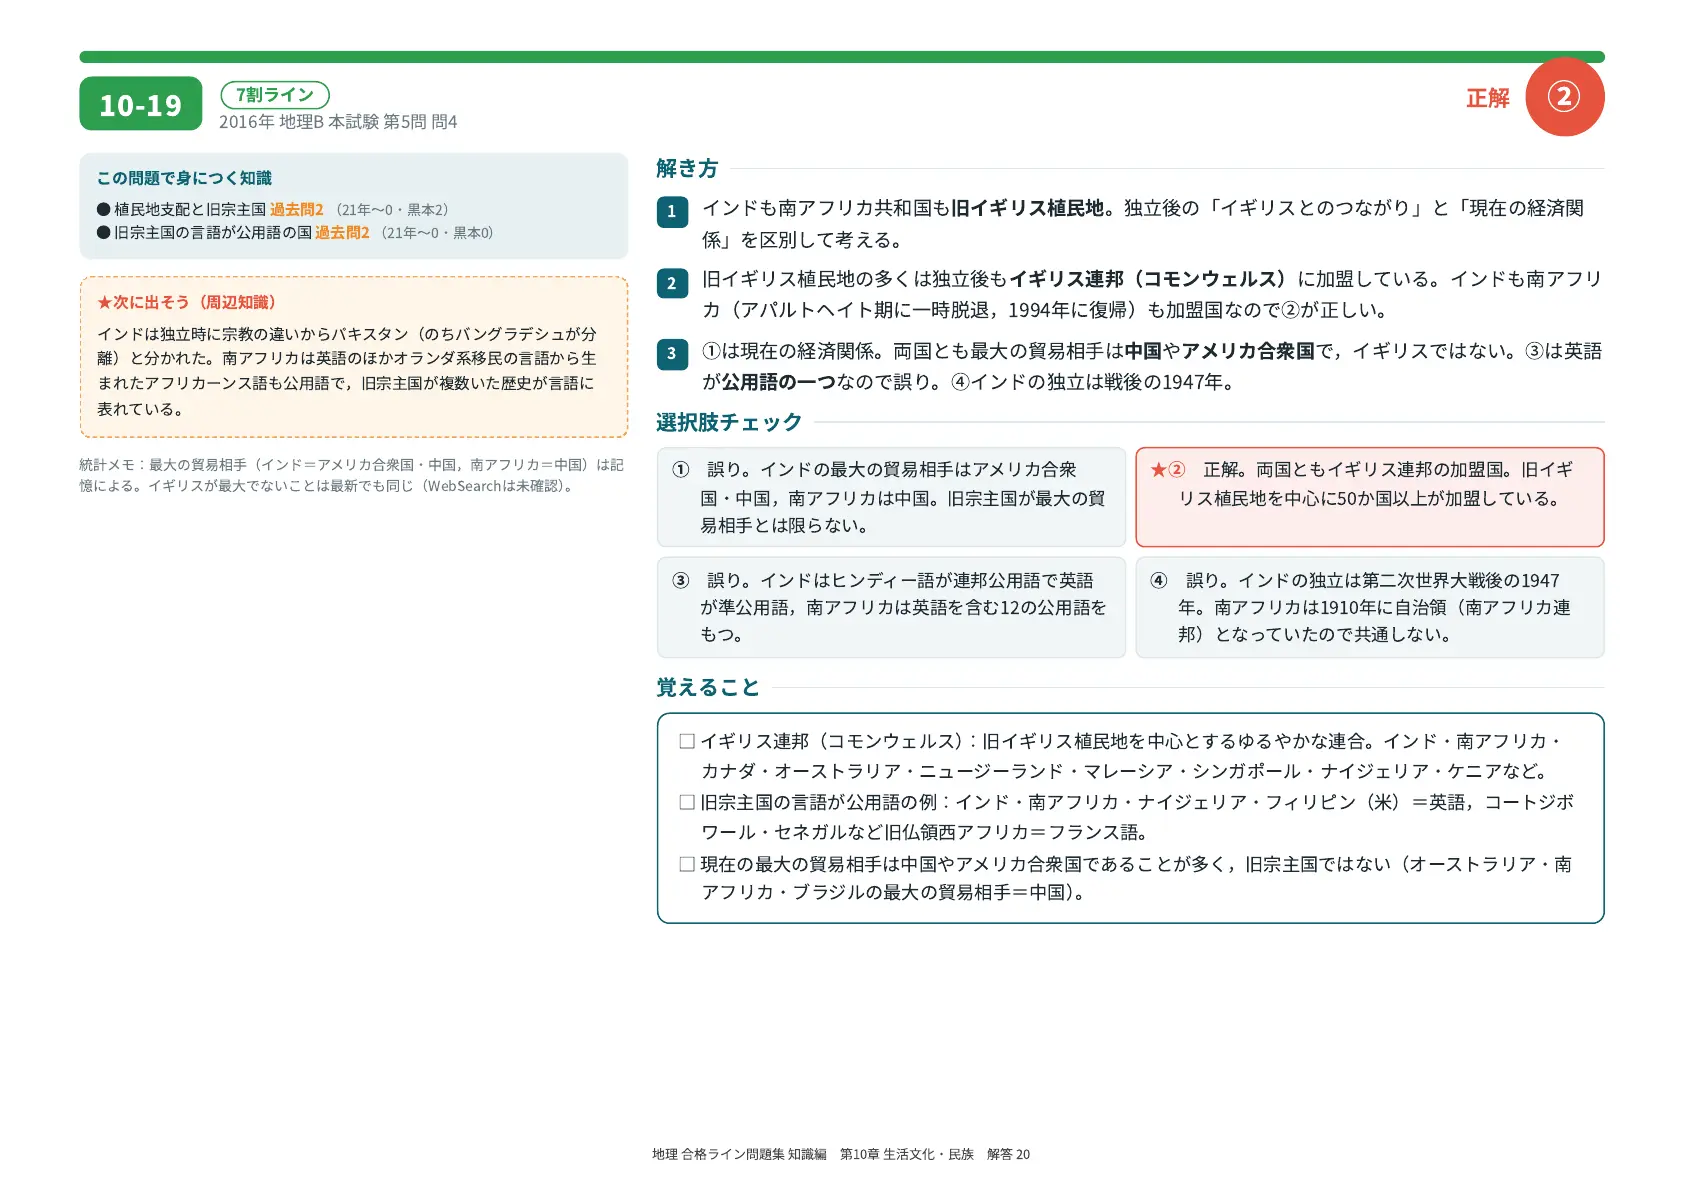 10-19
7割ライン
2016年 地理B 本試験 第5問 問4
正解 ②
この問題で身につく知識
● 植民地支配と旧宗主国 過去問2 （21年〜0・黒本2）
● 旧宗主国の言語が公用語の国 過去問2 （21年〜0・黒本0）
★次に出そう（周辺知識）
インドは独立時に宗教の違いからパキスタン（のちバングラデシュが分
離）と分かれた。南アフリカは英語のほかオランダ系移民の言語から生
まれたアフリカーンス語も公用語で，旧宗主国が複数いた歴史が言語に
表れている。
統計メモ：最大の貿易相手（インド＝アメリカ合衆国・中国，南アフリカ＝中国）は記
憶による。イギリスが最大でないことは最新でも同じ（WebSearchは未確認）。
解き方
1 インドも南アフリカ共和国も旧イギリス植民地。独立後の「イギリスとのつながり」と「現在の経済関
係」を区別して考える。
2 旧イギリス植民地の多くは独立後もイギリス連邦（コモンウェルス）に加盟している。インドも南アフリ
カ（アパルトヘイト期に一時脱退，1994年に復帰）も加盟国なので②が正しい。
3 ①は現在の経済関係。両国とも最大の貿易相手は中国やアメリカ合衆国で，イギリスではない。③は英語
が公用語の一つなので誤り。④インドの独立は戦後の1947年。
選択肢チェック
① 誤り。インドの最大の貿易相手はアメリカ合衆
国・中国，南アフリカは中国。旧宗主国が最大の貿
易相手とは限らない。
★② 正解。両国ともイギリス連邦の加盟国。旧イギ
リス植民地を中心に50か国以上が加盟している。
③ 誤り。インドはヒンディー語が連邦公用語で英語
が準公用語，南アフリカは英語を含む12の公用語を
もつ。
④ 誤り。インドの独立は第二次世界大戦後の1947
年。南アフリカは1910年に自治領（南アフリカ連
邦）となっていたので共通しない。
覚えること
□ イギリス連邦（コモンウェルス）：旧イギリス植民地を中心とするゆるやかな連合。インド・南アフリカ・
カナダ・オーストラリア・ニュージーランド・マレーシア・シンガポール・ナイジェリア・ケニアなど。
□ 旧宗主国の言語が公用語の例：インド・南アフリカ・ナイジェリア・フィリピン（米）＝英語，コートジボ
ワール・セネガルなど旧仏領西アフリカ＝フランス語。
□ 現在の最大の貿易相手は中国やアメリカ合衆国であることが多く，旧宗主国ではない（オーストラリア・南
アフリカ・ブラジルの最大の貿易相手＝中国）。
地理 合格ライン問題集 知識編 第10章 生活文化・民族 解答 20